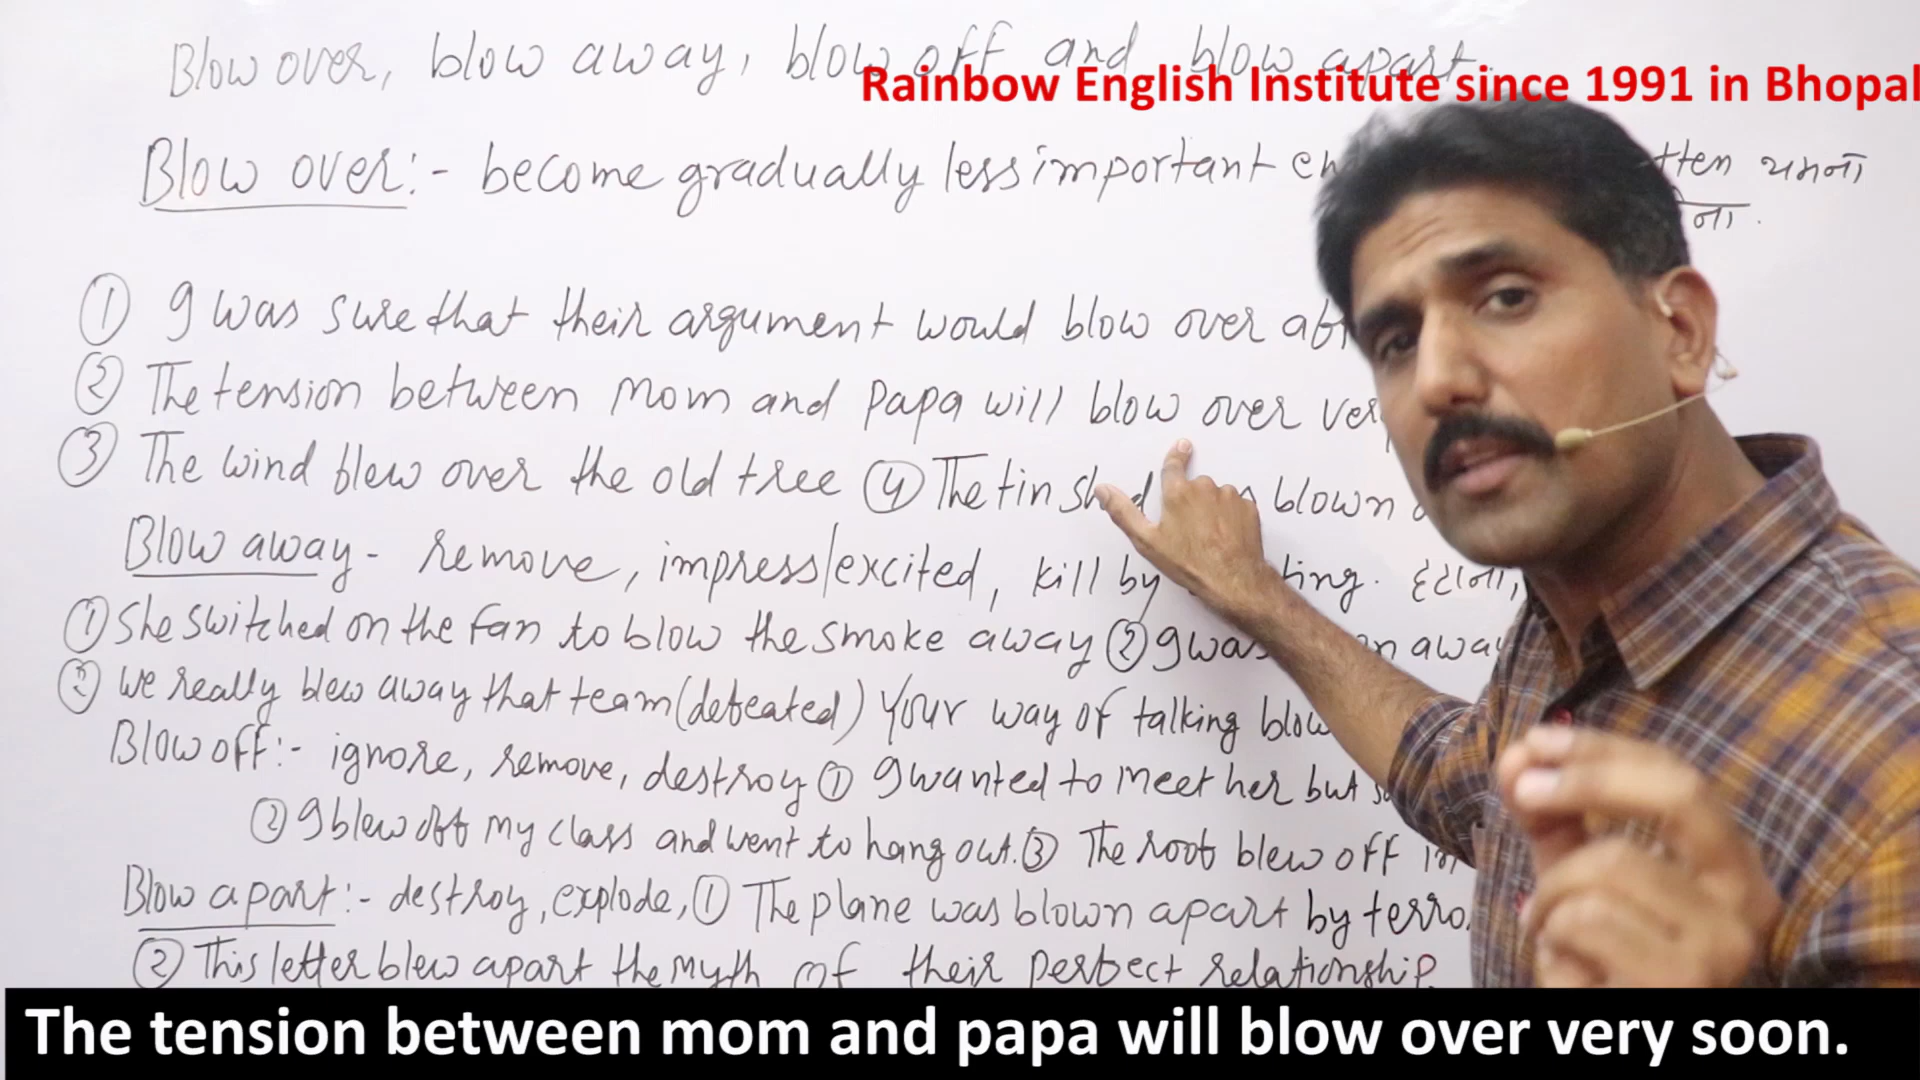 Blow over, blow away, blow off and blow apart.
Rainbow English Institute since 1991 in Bhopal
Blow over:- become gradually less important थमना
ना.
① I was sure that their argument would blow over
② The tension between Mom and Papa will blow over
③ The wind blew over the old tree ④ The tin shed blown
Blow away- remove, impress/excited, kill by हटाना,
① She switched on the fan to blow the smoke away ② I was away
② We really blew away that team (defeated) Your way of talking
Blow off:- ignore, remove, destroy ① I wanted to meet her but
② I blew off my class and went to hang out. ③ The roof blew off
Blow apart:- destroy, explode, ① The plane was blown apart by
② This letter blew apart the myth of their perfect relationship.
The tension between mom and papa will blow over very soon.